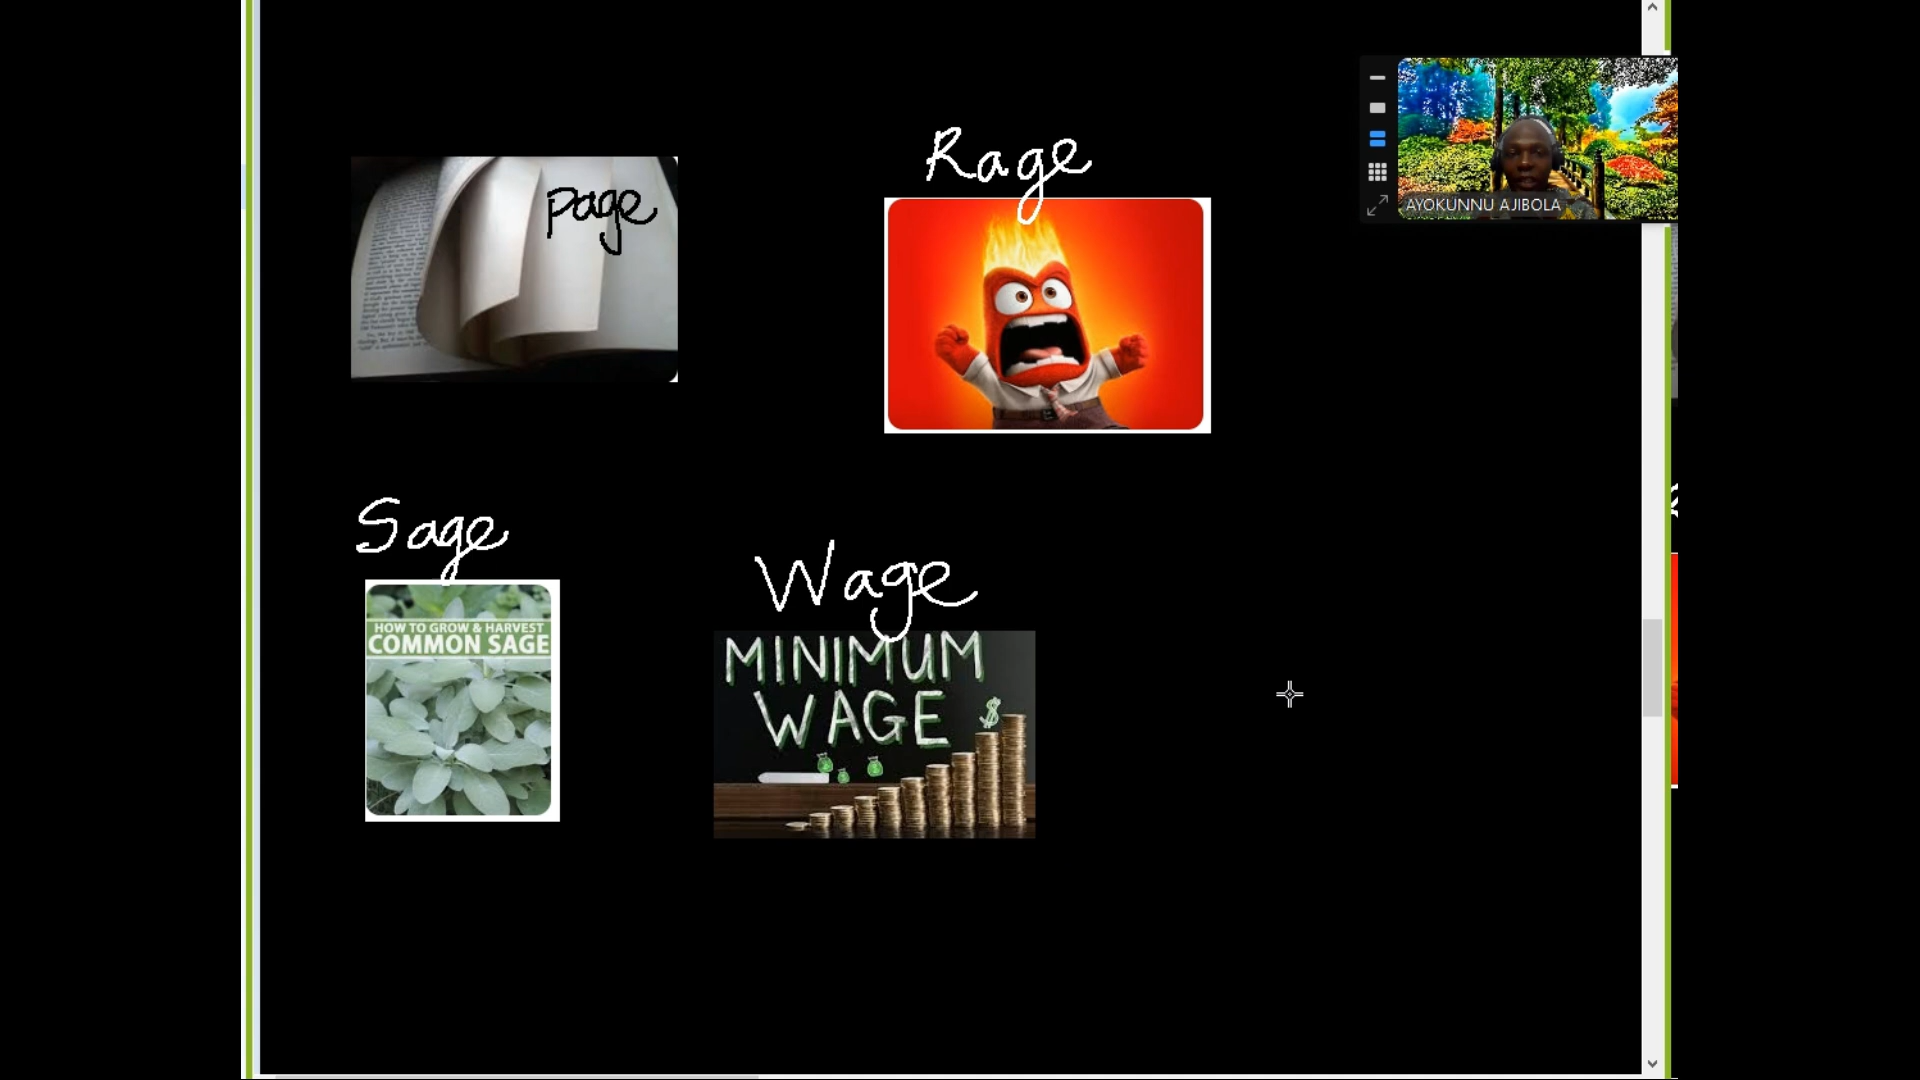 Page
Rage
AYOKUNNU AJIBOLA
Sage
HOW TO GROW & HARVEST
COMMON SAGE
Wage
MINIMUM
WAGE
$